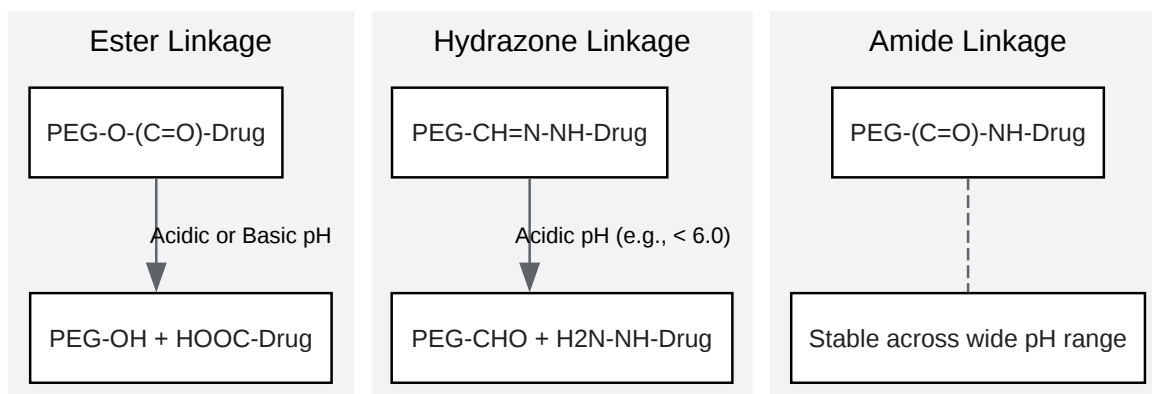 Ester Linkage
PEG-O-(C=O)-Drug
Acidic or Basic pH
PEG-OH + HOOC-Drug
Hydrazone Linkage
PEG-CH=N-NH-Drug
Acidic pH (e.g., < 6.0)
PEG-CHO + H2N-NH-Drug
Amide Linkage
PEG-(C=O)-NH-Drug
Stable across wide pH range